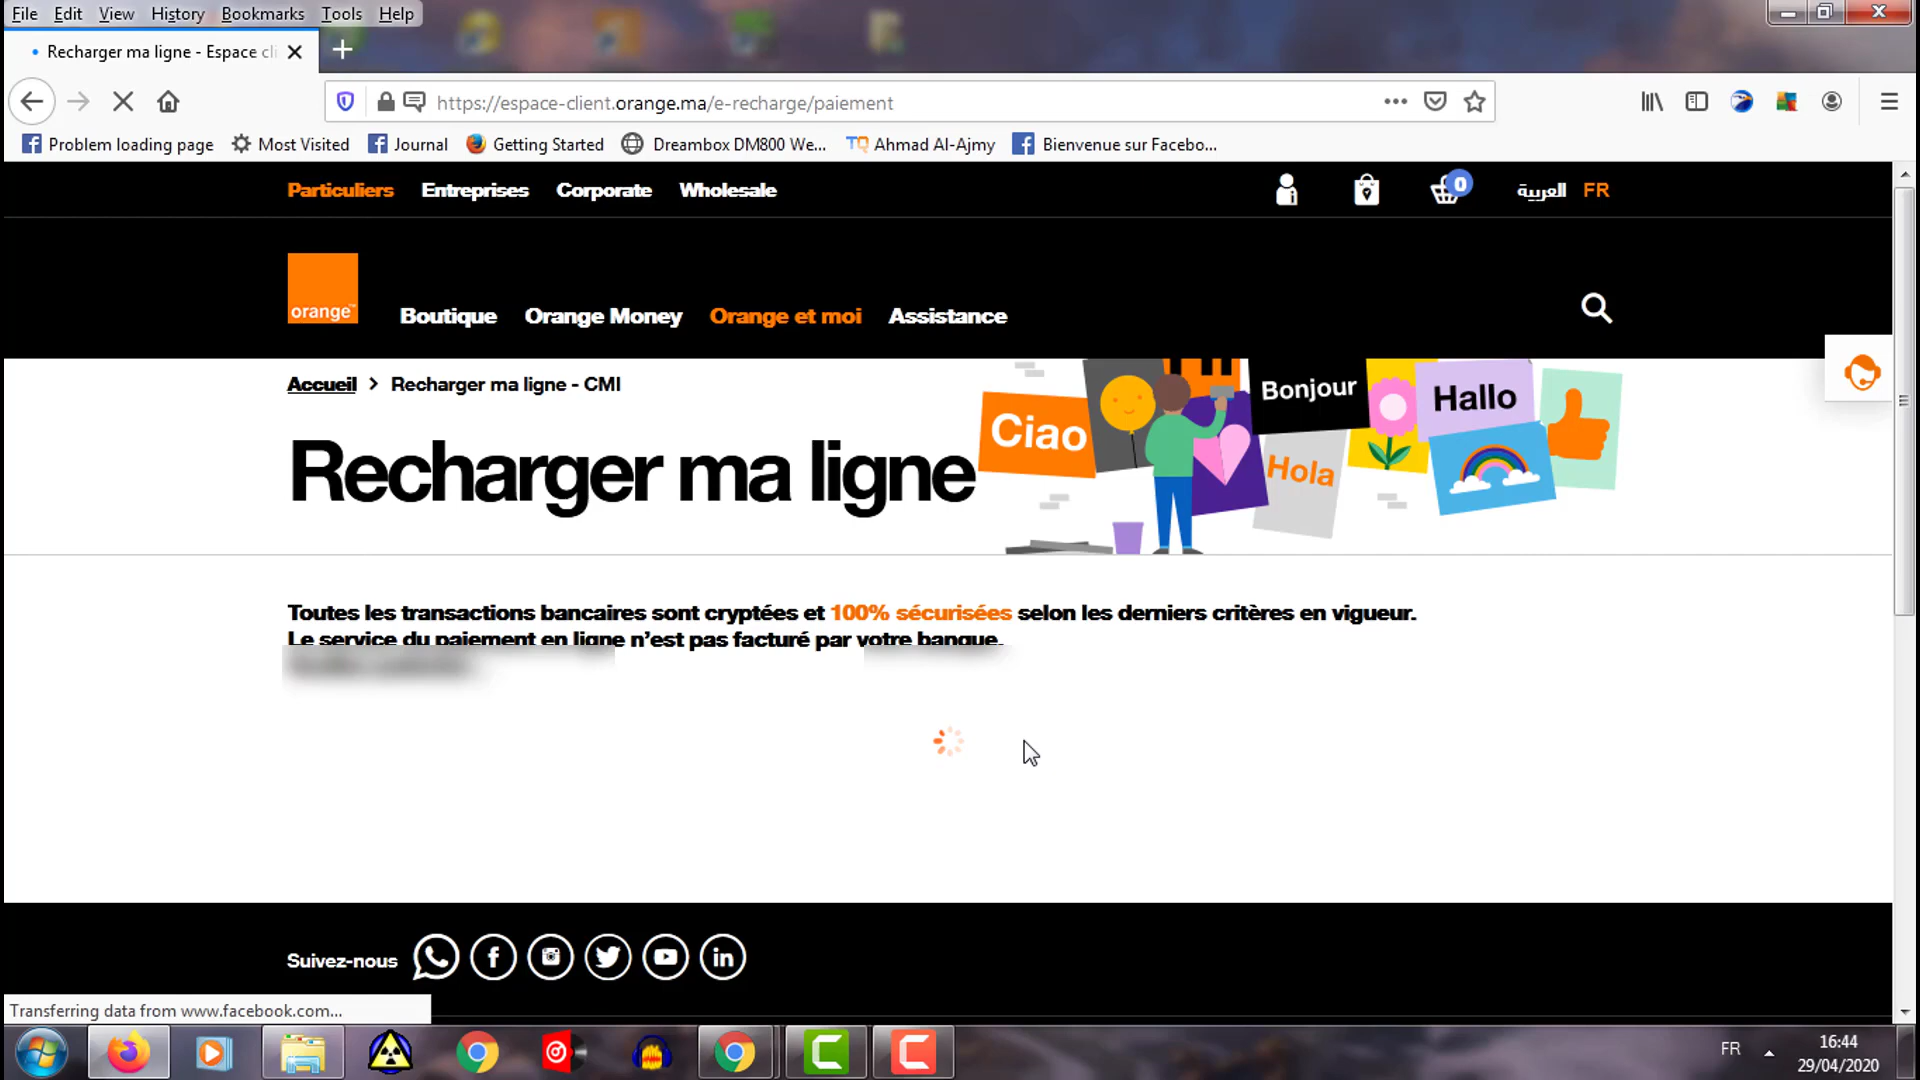 File Edit View History Bookmarks Tools Help
Recharger ma ligne - Espace cli
https://espace-client.orange.ma/e-recharge/paiement
Problem loading page Most Visited Journal Getting Started Dreambox DM800 We... TQ Ahmad Al-Ajmy Bienvenue sur Facebo...
Particuliers Entreprises Corporate Wholesale 0 العربية FR
orange™ Boutique Orange Money Orange et moi Assistance
Accueil > Recharger ma ligne - CMI
Recharger ma ligne
Ciao Bonjour Hallo
Hola
Toutes les transactions bancaires sont cryptées et 100% sécurisées selon les derniers critères en vigueur.
Le service du paiement en ligne n’est pas facturé par votre banque.
Suivez-nous
Transferring data from www.facebook.com...
FR 16:44
29/04/2020